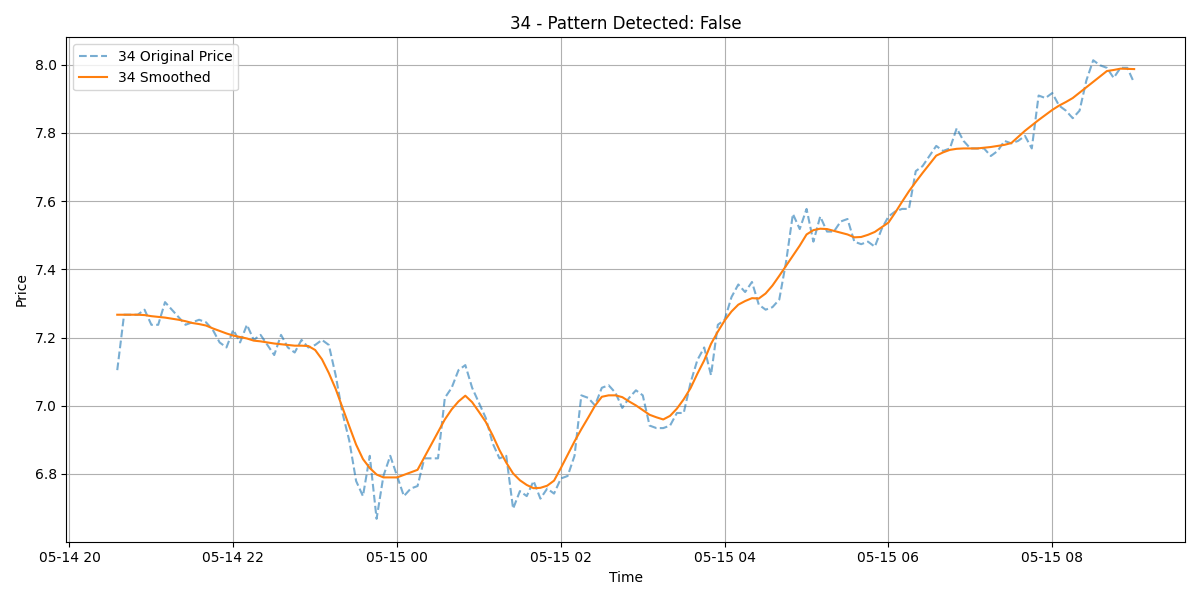 34 - Pattern Detected: False
34 Original Price
34 Smoothed
Price
8.0
7.8
7.6
7.4
7.2
7.0
6.8
05-14 20
05-14 22
05-15 00
05-15 02
05-15 04
05-15 06
05-15 08
Time